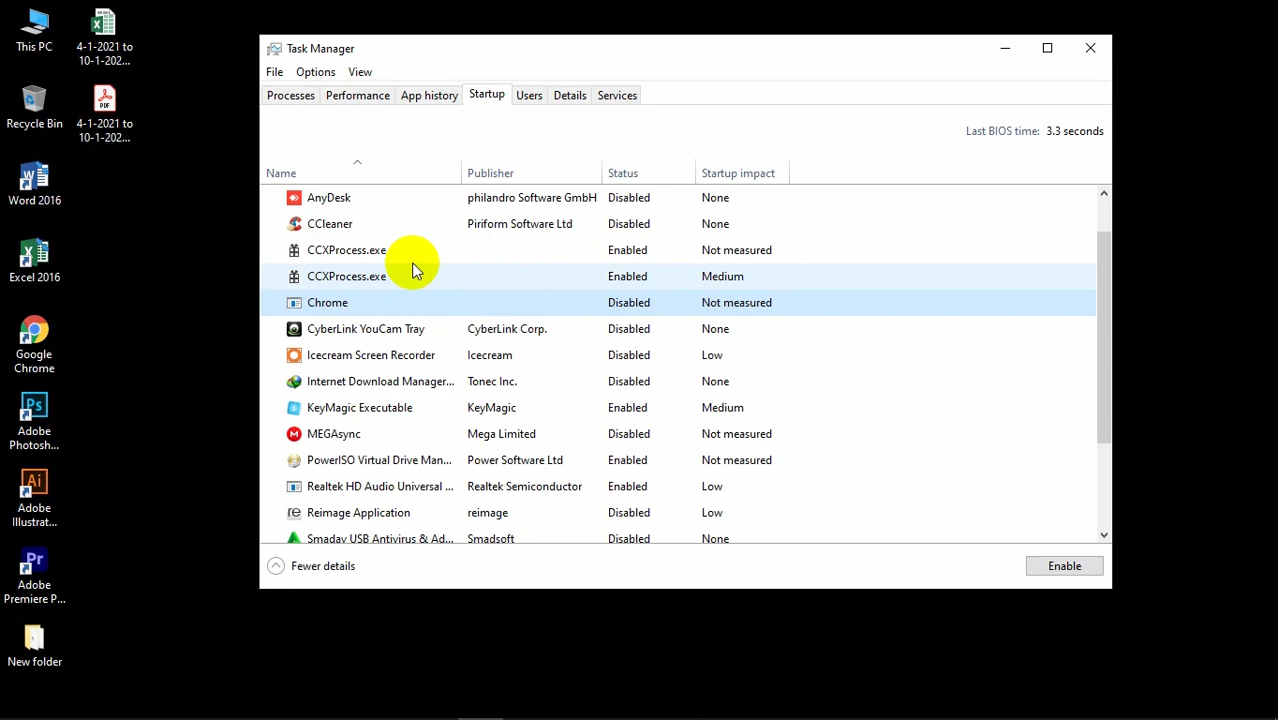 This PC
4-1-2021 to
10-1-202...
Recycle Bin
PDF
4-1-2021 to
10-1-202...
Word 2016
Excel 2016
Google
Chrome
Ps
Adobe
Photosh...
Ai
Adobe
Illustrat...
Pr
Adobe
Premiere P...
New folder
Task Manager
File Options View
Processes Performance App history Startup Users Details Services
Last BIOS time: 3.3 seconds
Name Publisher Status Startup impact
AnyDesk philandro Software GmbH Disabled None
CCleaner Piriform Software Ltd Disabled None
CCXProcess.exe Enabled Not measured
CCXProcess.exe Enabled Medium
Chrome Disabled Not measured
CyberLink YouCam Tray CyberLink Corp. Disabled None
Icecream Screen Recorder Icecream Disabled Low
Internet Download Manager... Tonec Inc. Disabled None
KeyMagic Executable KeyMagic Enabled Medium
MEGAsync Mega Limited Disabled Not measured
PowerISO Virtual Drive Man... Power Software Ltd Enabled Not measured
Realtek HD Audio Universal ... Realtek Semiconductor Enabled Low
Reimage Application reimage Disabled Low
Smadav USB Antivirus & Ad... Smadsoft Disabled None
Fewer details Enable